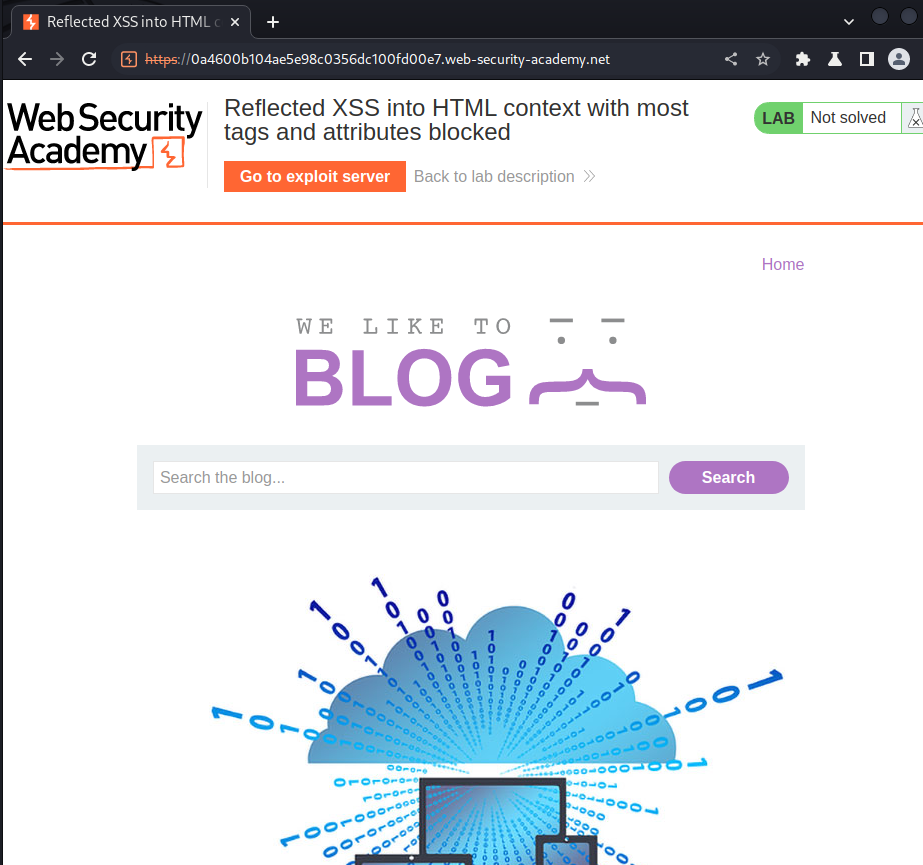 Reflected XSS into HTML c
https://0a4600b104ae5e98c0356dc100fd00e7.web-security-academy.net
Web Security
Academy
Reflected XSS into HTML context with most
tags and attributes blocked
LAB
Not solved
Go to exploit server
Back to lab description
Home
WE LIKE TO
BLOG
Search the blog...
Search